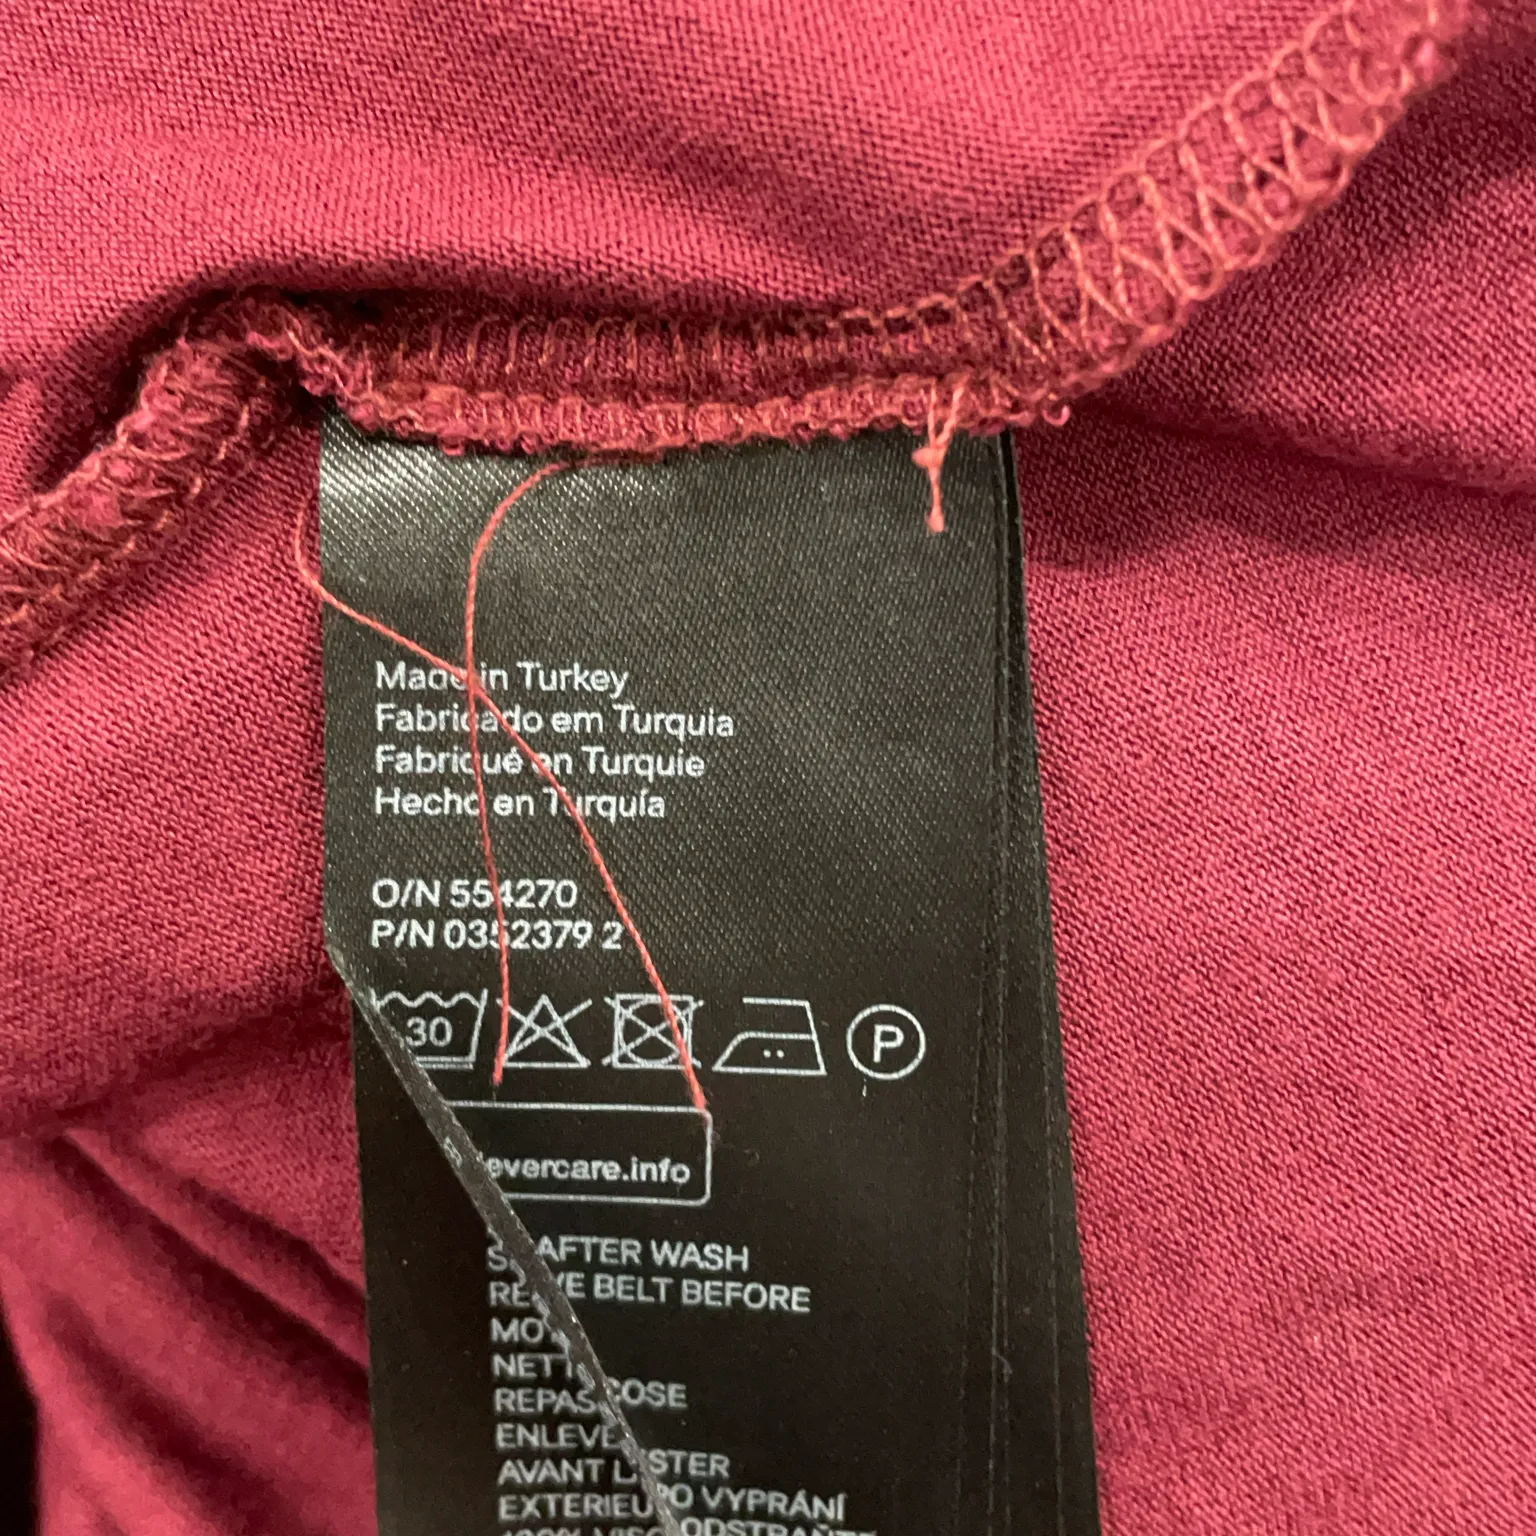 Made in Turkey
Fabricado em Turquia
Fabriqué en Turquie
Hecho en Turquía
O/N 554270
P/N 0352379 2
30
P
evercare.info
AFTER WASH
BELT BEFORE
REPAS
ENLEVE
AVANT
EXTERIEU
VYPRÁNÍ